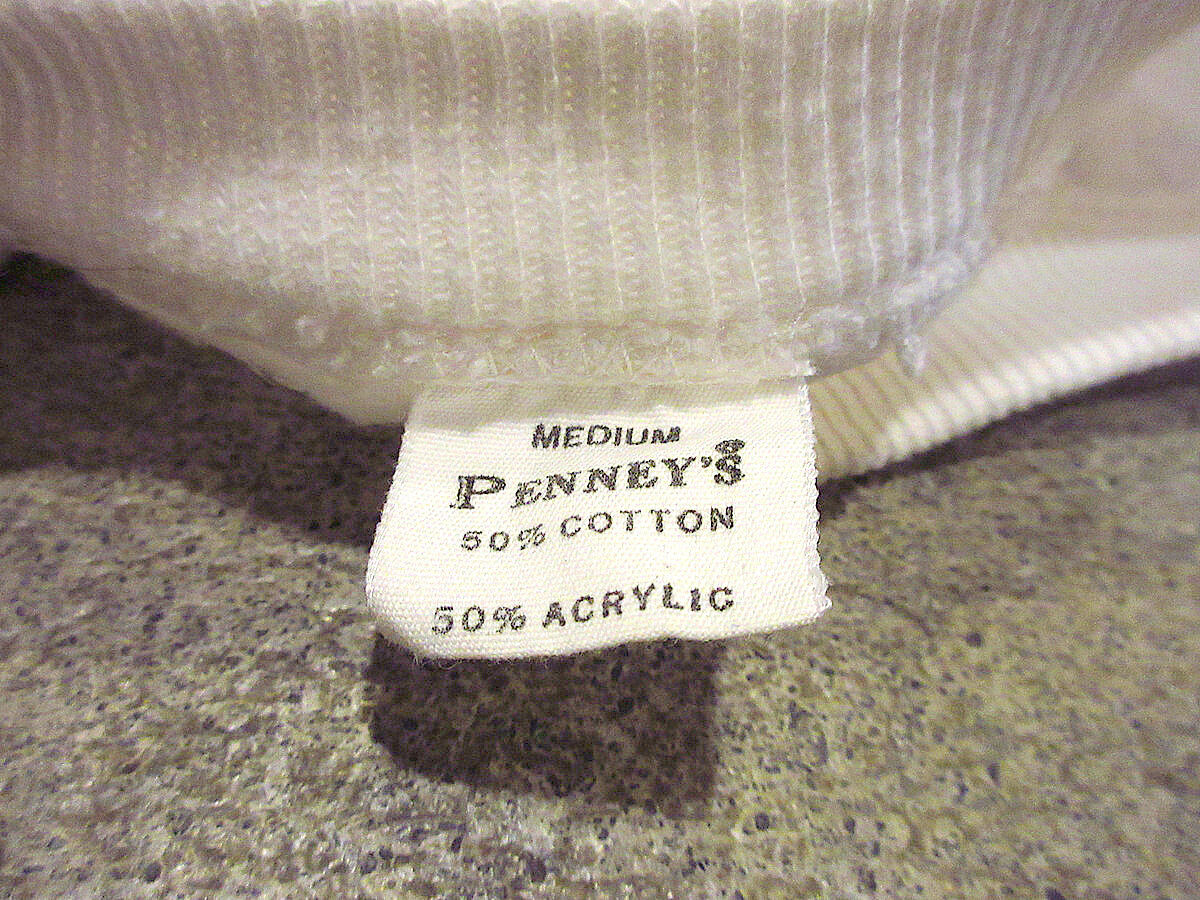 MEDIUM
PENNEY'S
50% COTTON
50% ACRYLIC